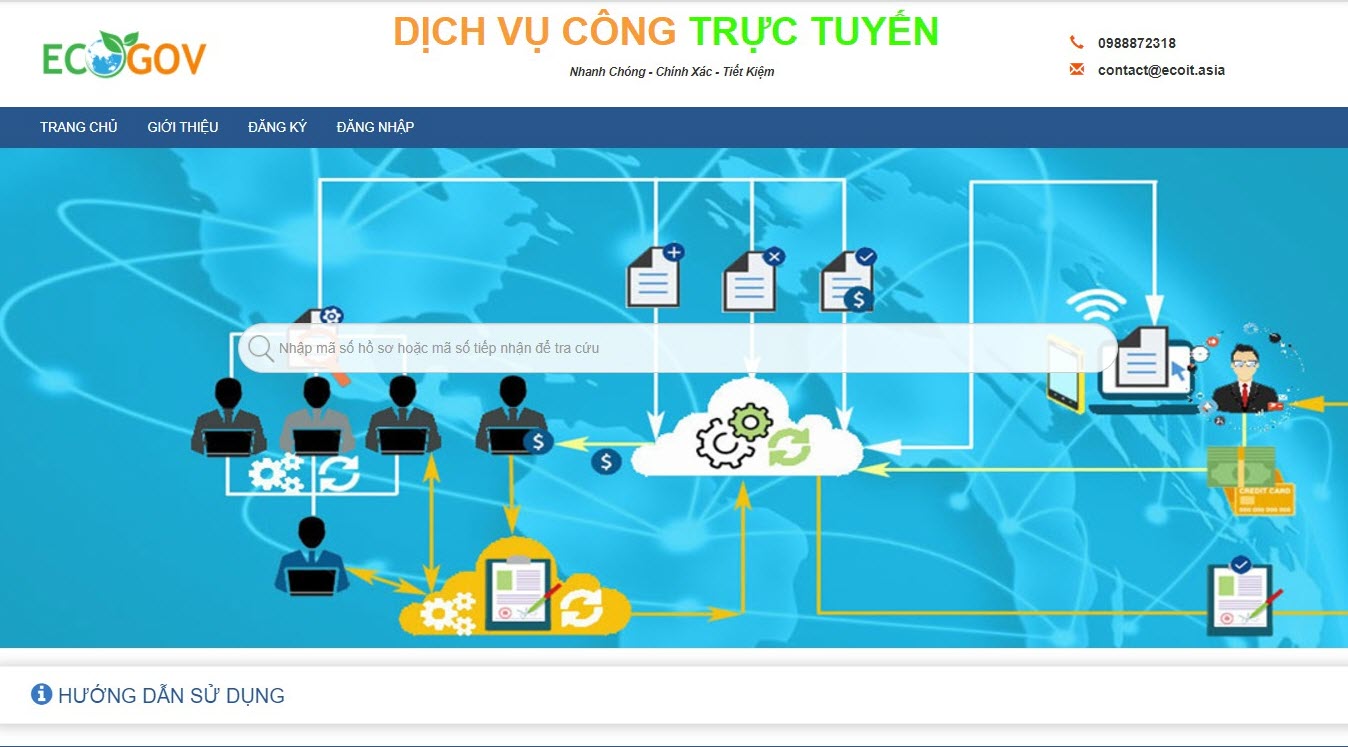 ECOGOV
DỊCH VỤ CÔNG TRỰC TUYẾN
Nhanh Chóng - Chính Xác - Tiết Kiệm
0988872318
contact@ecoit.asia
TRANG CHỦ GIỚI THIỆU ĐĂNG KÝ ĐĂNG NHẬP
Nhập mã số hồ sơ hoặc mã số tiếp nhận để tra cứu
$
$
$
CREDIT CARD
HƯỚNG DẪN SỬ DỤNG